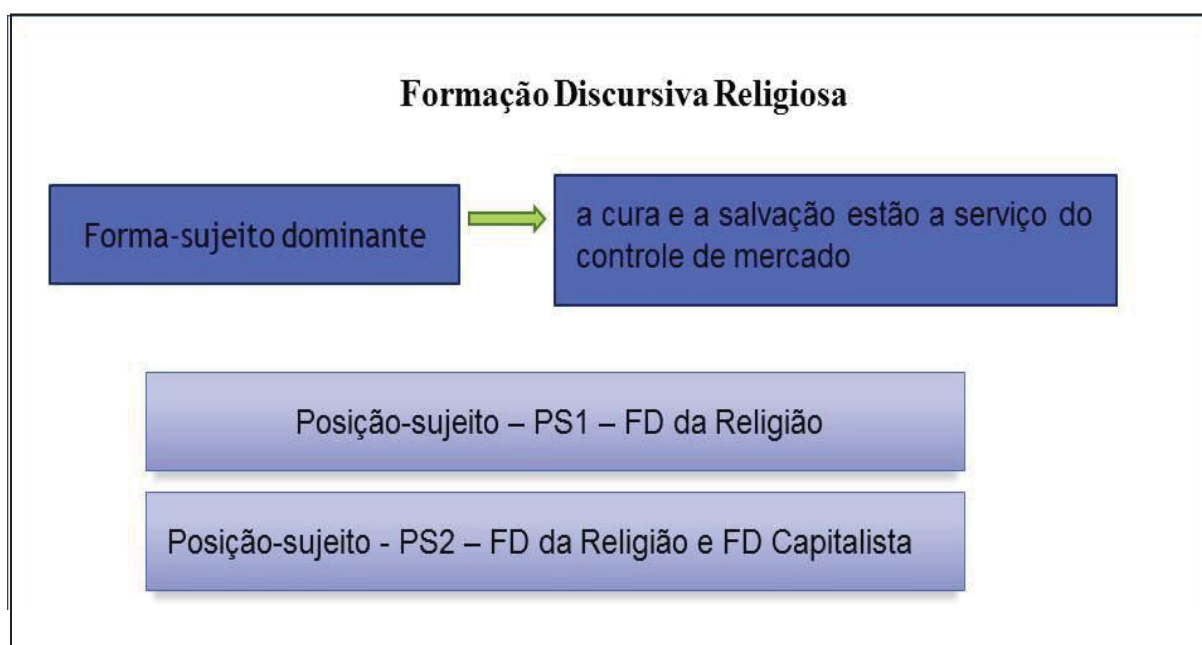 Formação Discursiva Religiosa
Forma-sujeito dominante
a cura e a salvação estão a serviço do
controle de mercado
Posição-sujeito – PS1 – FD da Religião
Posição-sujeito - PS2 – FD da Religião e FD Capitalista